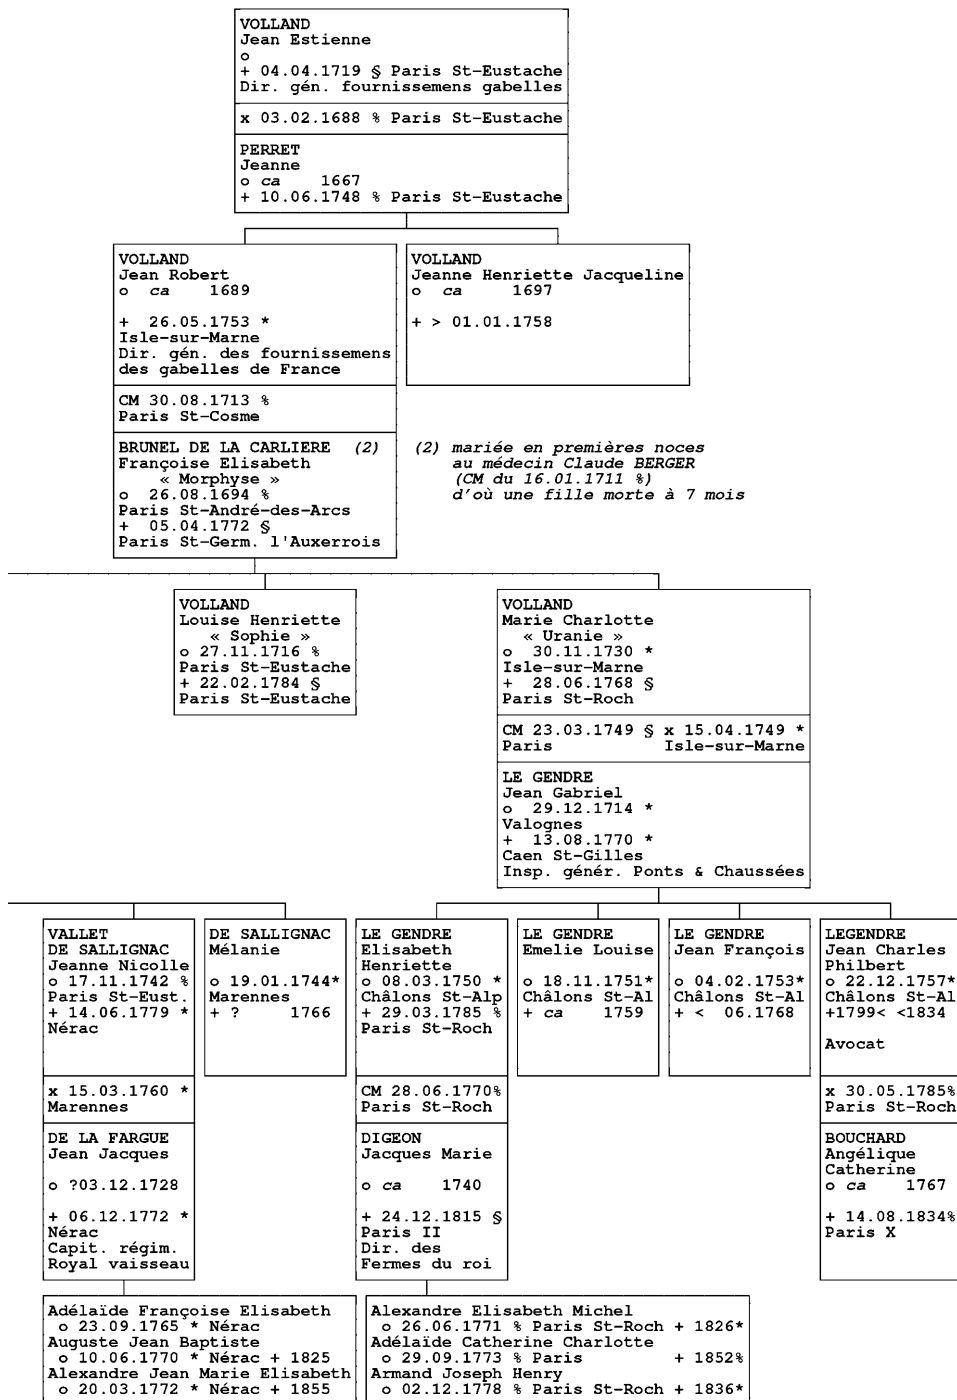 VOLLAND
Jean Estienne
o
+ 04.04.1719 § Paris St-Eustache
Dir. gén. fournissemens gabelles
x 03.02.1688 % Paris St-Eustache
PERRET
Jeanne
o ca 1667
+ 10.06.1748 % Paris St-Eustache
VOLLAND
Jean Robert
o ca 1689
+ 26.05.1753 *
Isle-sur-Marne
Dir. gén. des fournissemens
des gabelles de France
CM 30.08.1713 %
Paris St-Cosme
BRUNEL DE LA CARLIERE (2)
Françoise Elisabeth
« Morphyse »
o 26.08.1694 %
Paris St-André-des-Arcs
+ 05.04.1772 §
Paris St-Germ. l'Auxerrois
VOLLAND
Jeanne Henriette Jacqueline
o ca 1697
+ > 01.01.1758
(2) mariée en premières noces
au médecin Claude BERGER
(CM du 16.01.1711 %)
d'où une fille morte à 7 mois
VOLLAND
Louise Henriette
« Sophie »
o 27.11.1716 %
Paris St-Eustache
+ 22.02.1784 §
Paris St-Eustache
VOLLAND
Marie Charlotte
« Uranie »
o 30.11.1730 *
Isle-sur-Marne
+ 28.06.1768 §
Paris St-Roch
CM 23.03.1749 § x 15.04.1749 *
Paris Isle-sur-Marne
LE GENDRE
Jean Gabriel
o 29.12.1714 *
Valognes
+ 13.08.1770 *
Caen St-Gilles
Insp. génér. Ponts & Chaussées
VALLET
DE SALLIGNAC
Jeanne Nicolle
o 17.11.1742 %
Paris St-Eust.
+ 14.06.1779 *
Nérac
x 15.03.1760 *
Marennes
DE LA FARGUE
Jean Jacques
o ?03.12.1728
+ 06.12.1772 *
Nérac
Capit. régim.
Royal vaisseau
DE SALLIGNAC
Mélanie
o 19.01.1744*
Marennes
+ ? 1766
LE GENDRE
Elisabeth
Henriette
o 08.03.1750 *
Châlons St-Alp
+ 29.03.1785 %
Paris St-Roch
CM 28.06.1770%
Paris St-Roch
DIGEON
Jacques Marie
o ca 1740
+ 24.12.1815 §
Paris II
Dir. des
Fermes du roi
LE GENDRE
Emelie Louise
o 18.11.1751*
Châlons St-Al
+ ca 1759
LE GENDRE
Jean François
o 04.02.1753*
Châlons St-Al
+ < 06.1768
LEGENDRE
Jean Charles
Philbert
o 22.12.1757*
Châlons St-Al
+1799< <1834
Avocat
x 30.05.1785%
Paris St-Roch
BOUCHARD
Angélique
Catherine
o ca 1767
+ 14.08.1834%
Paris X
Adélaïde Françoise Elisabeth
o 23.09.1765 * Nérac
Auguste Jean Baptiste
o 10.06.1770 * Nérac + 1825
Alexandre Jean Marie Elisabeth
o 20.03.1772 * Nérac + 1855
Alexandre Elisabeth Michel
o 26.06.1771 % Paris St-Roch + 1826*
Adélaïde Catherine Charlotte
o 29.09.1773 % Paris + 1852%
Armand Joseph Henry
o 02.12.1778 % Paris St-Roch + 1836*